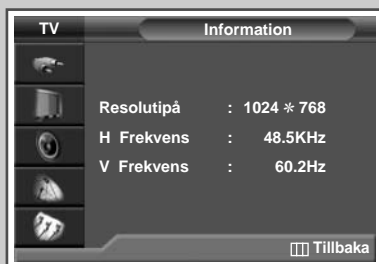 TV Information
Resolutipå : 1024 * 768
H Frekvens : 48.5KHz
V Frekvens : 60.2Hz
Tillbaka